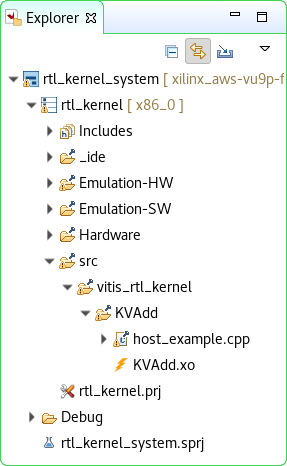 Explorer
rtl_kernel_system [ xilinx_aws-vu9p-f
rtl_kernel [ x86_0 ]
Includes
_ide
Emulation-HW
Emulation-SW
Hardware
src
vitis_rtl_kernel
KVAdd
host_example.cpp
KVAdd.xo
rtl_kernel.prj
Debug
rtl_kernel_system.sprj